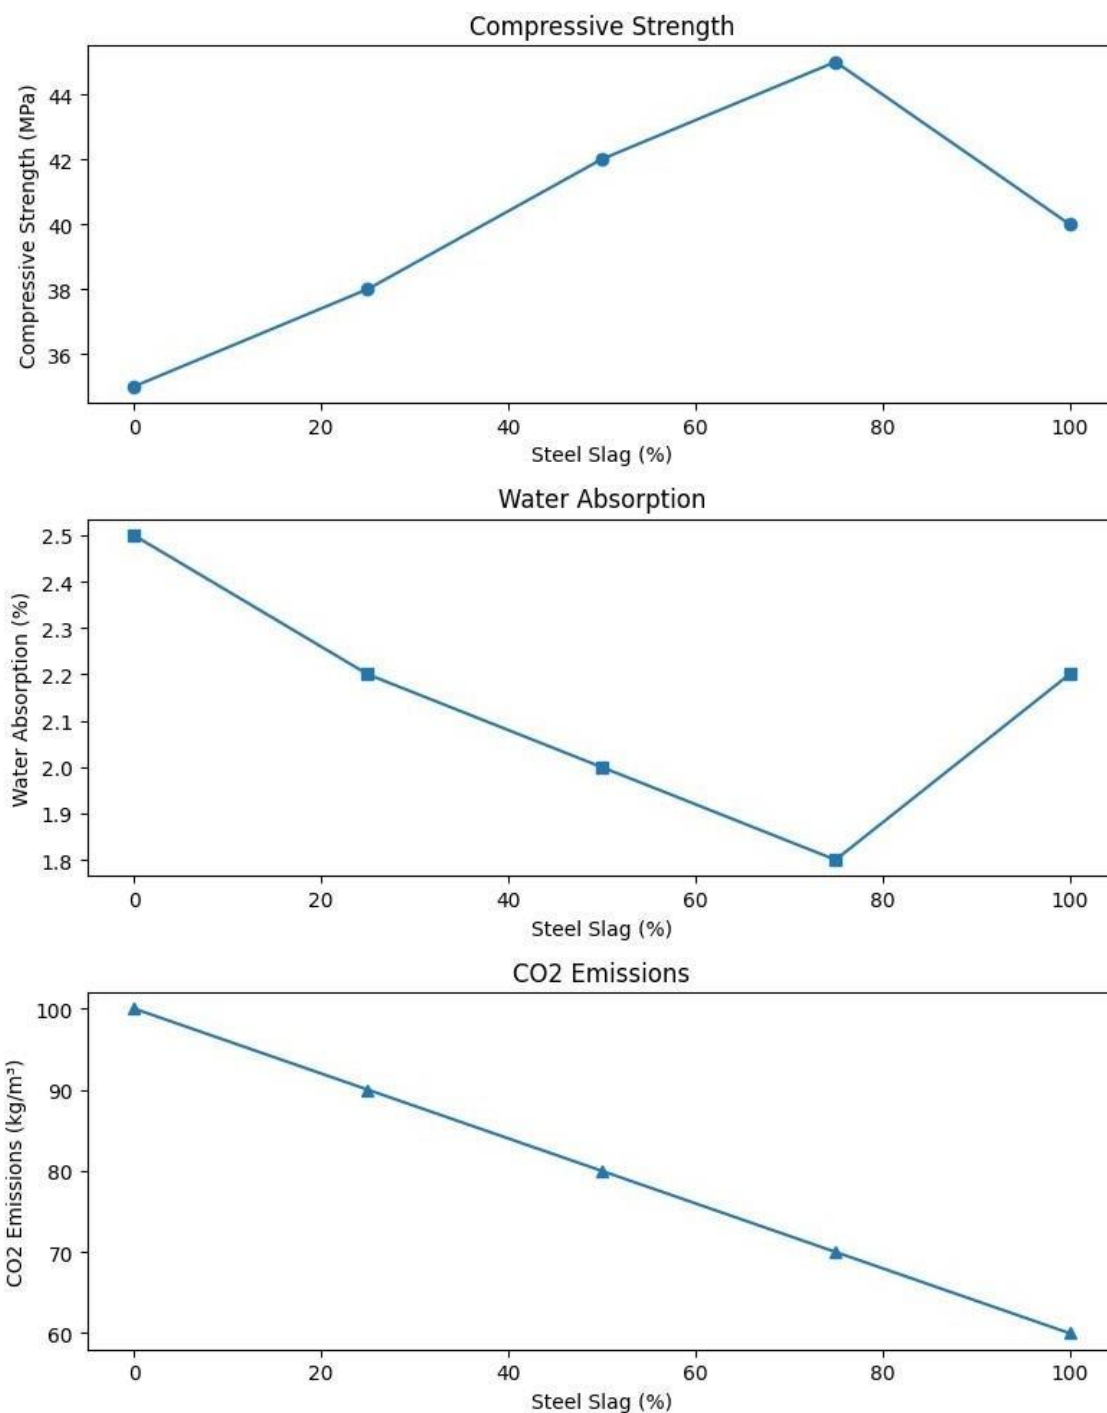 Compressive Strength
Compressive Strength (MPa)
44
42
40
38
36
0 20 40 60 80 100
Steel Slag (%)
Water Absorption
Water Absorption (%)
2.5
2.4
2.3
2.2
2.1
2.0
1.9
1.8
0 20 40 60 80 100
Steel Slag (%)
CO2 Emissions
CO2 Emissions (kg/m³)
100
90
80
70
60
0 20 40 60 80 100
Steel Slag (%)